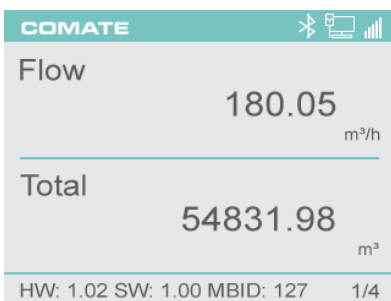 COMATE
Flow
180.05
m³/h
Total
54831.98
m³
HW: 1.02 SW: 1.00 MBID: 127 1/4